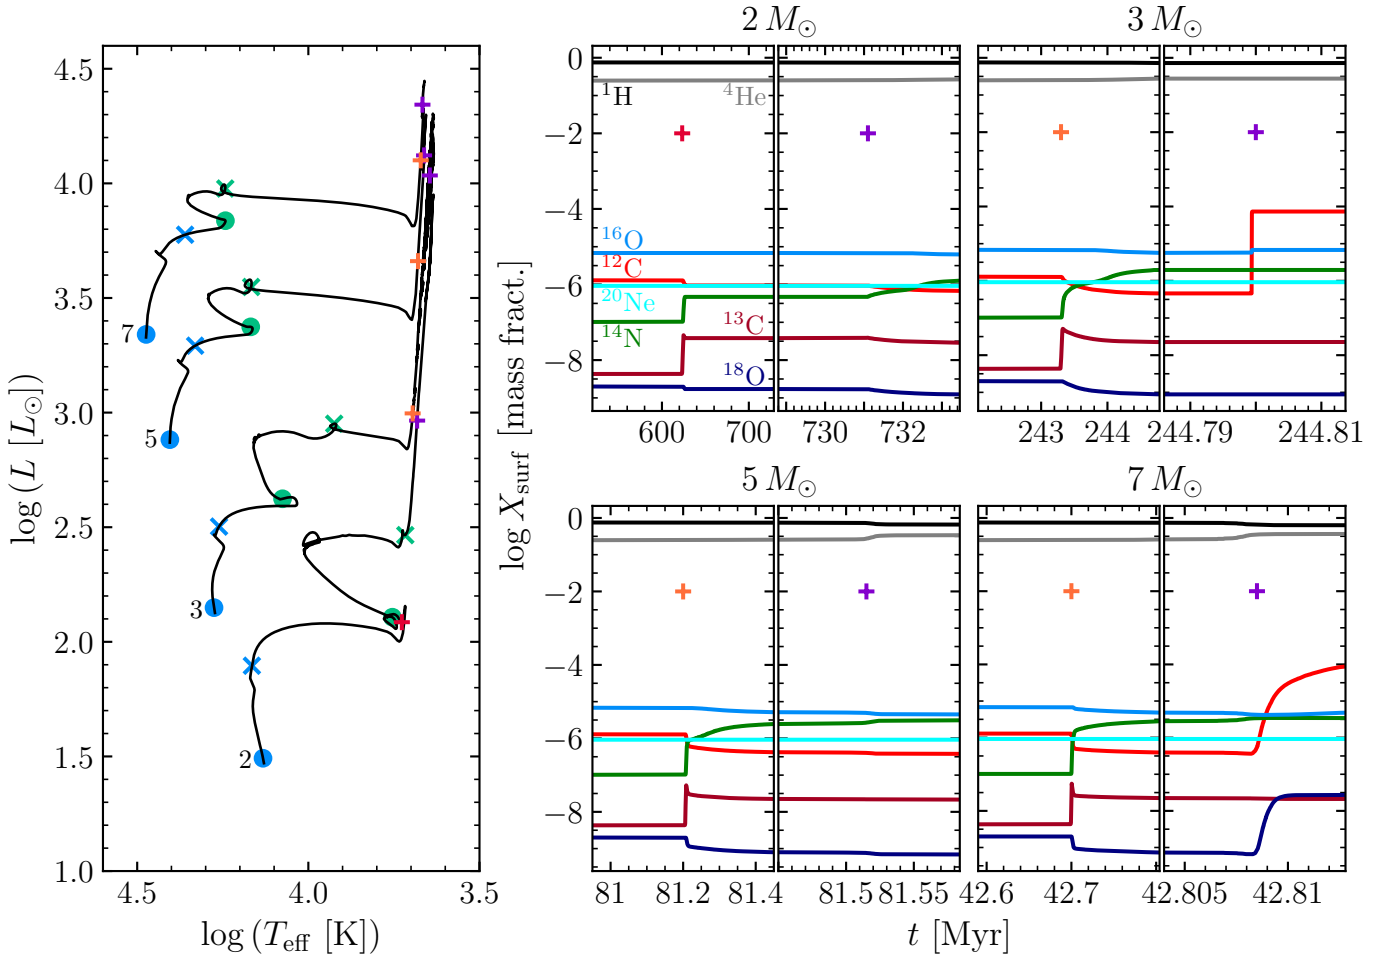 2 M⊙
3 M⊙
4.5
4.0
3.5
3.0
2.5
2.0
1.5
1.0
log (L [L⊙])
4.5
4.0
3.5
log (T_eff [K])
7
5
3
2
0
−2
−4
−6
−8
log X_surf [mass fract.]
¹H
⁴He
¹⁶O
¹²C
²⁰Ne
¹⁴N
¹³C
¹⁸O
600
700
730
732
243
244
244.79
244.81
5 M⊙
7 M⊙
0
−2
−4
−6
−8
81
81.2
81.4
81.5
81.55
42.6
42.7
42.805
42.81
t [Myr]